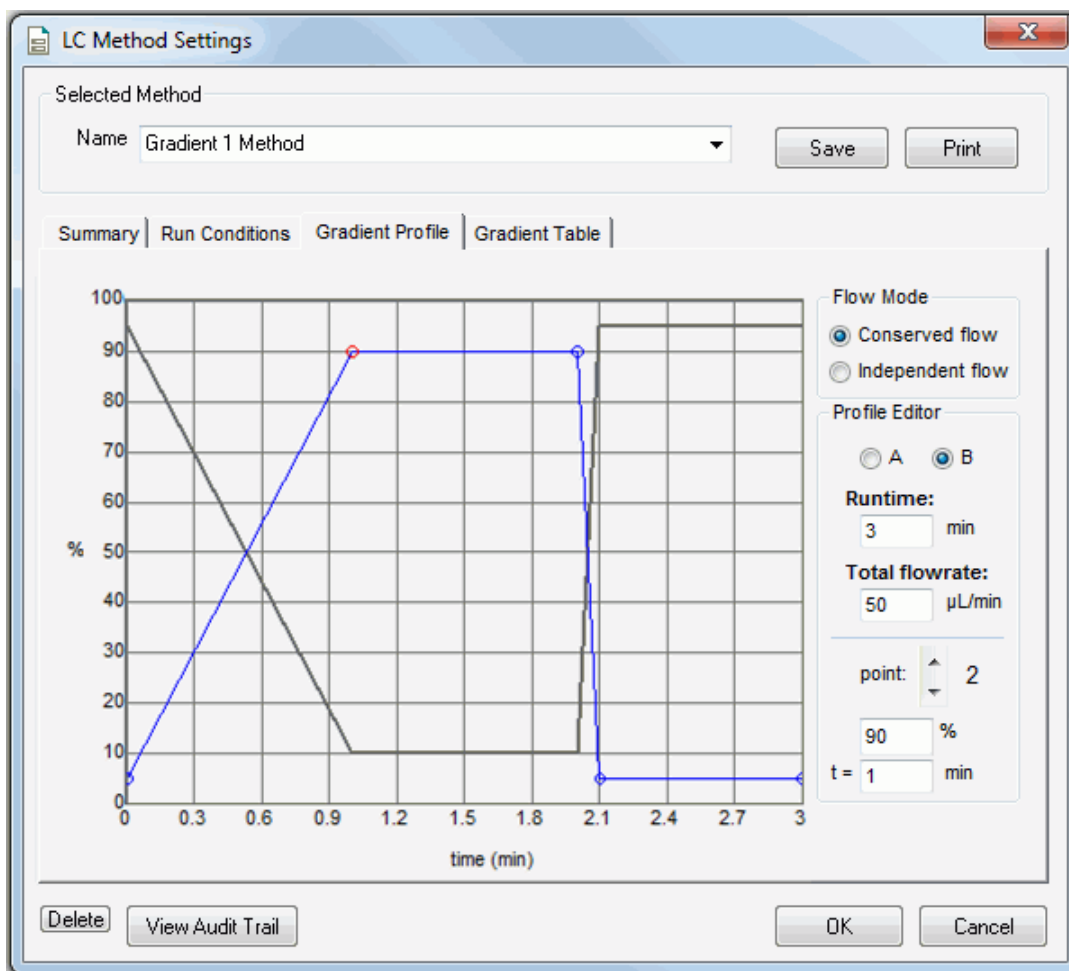 LC Method Settings
Selected Method
Name Gradient 1 Method Save Print
Summary Run Conditions Gradient Profile Gradient Table
100
90
80
70
60
% 50
40
30
20
10
0
0 0.3 0.6 0.9 1.2 1.5 1.8 2.1 2.4 2.7 3
time (min)
Flow Mode
Conserved flow
Independent flow
Profile Editor
A B
Runtime:
3 min
Total flowrate:
50 µL/min
point: 2
90 %
t = 1 min
Delete View Audit Trail OK Cancel